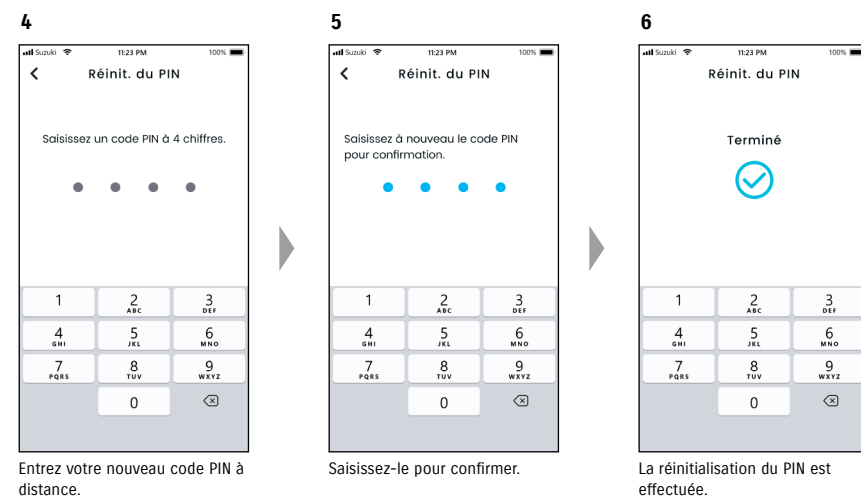 4
Suzuki 11:23 PM 100%
Réinit. du PIN
Saisissez un code PIN à 4 chiffres.
1 2 3
ABC DEF
4 5 6
GHI JKL MNO
7 8 9
PQRS TUV WXYZ
0
Entrez votre nouveau code PIN à
distance.
5
Suzuki 11:23 PM 100%
Réinit. du PIN
Saisissez à nouveau le code PIN
pour confirmation.
1 2 3
ABC DEF
4 5 6
GHI JKL MNO
7 8 9
PQRS TUV WXYZ
0
Saisissez-le pour confirmer.
6
Suzuki 11:23 PM 100%
Réinit. du PIN
Terminé
1 2 3
ABC DEF
4 5 6
GHI JKL MNO
7 8 9
PQRS TUV WXYZ
0
La réinitialisation du PIN est
effectuée.